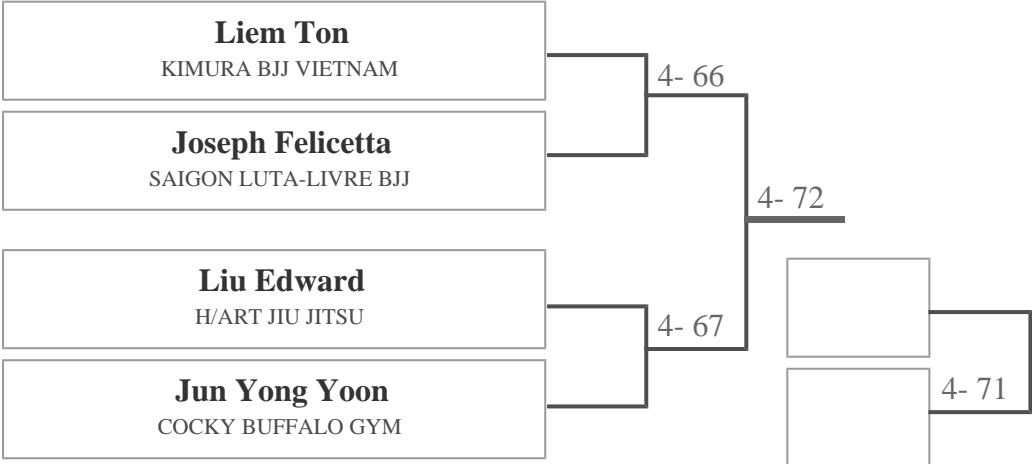 Liem Ton
KIMURA BJJ VIETNAM
4- 66
Joseph Felicetta
SAIGON LUTA-LIVRE BJJ
4- 72
Liu Edward
H/ART JIU JITSU
4- 67
Jun Yong Yoon
COCKY BUFFALO GYM
4- 71